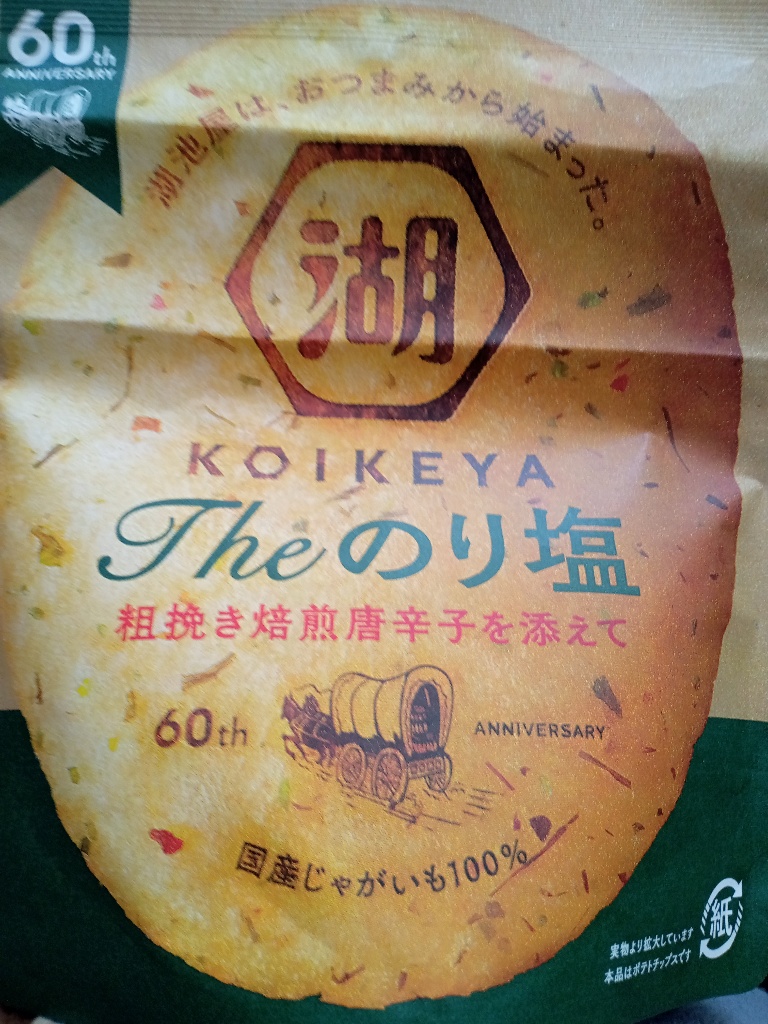 60th
ANNIVERSARY
湖池屋は、おつまみから始まった。
湖
KOIKEYA
Theのり塩
粗挽き焙煎唐辛子を添えて
60th ANNIVERSARY
国産じゃがいも100%
紙
実物より拡大しています
本品はポテトチップスです